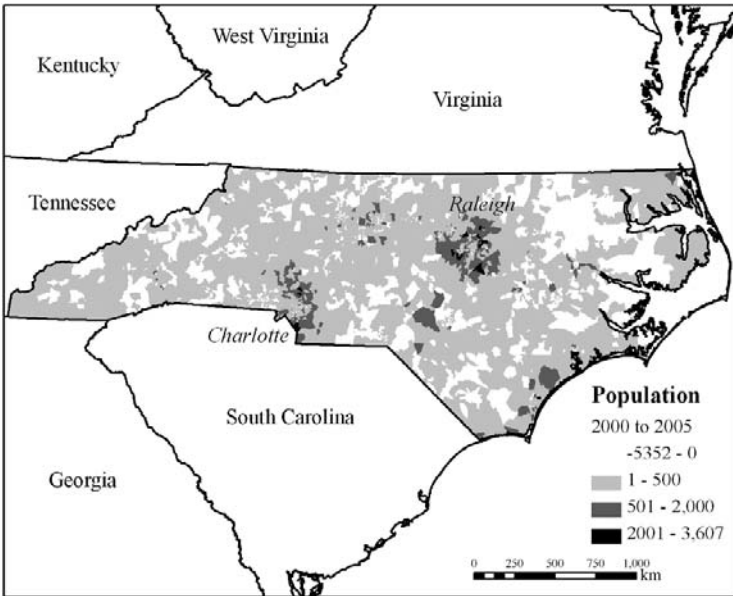 West Virginia
Kentucky
Virginia
Tennessee
Raleigh
Charlotte
South Carolina
Georgia
Population
2000 to 2005
-5352 - 0
1 - 500
501 - 2,000
2001 - 3,607
0 250 500 750 1,000
km